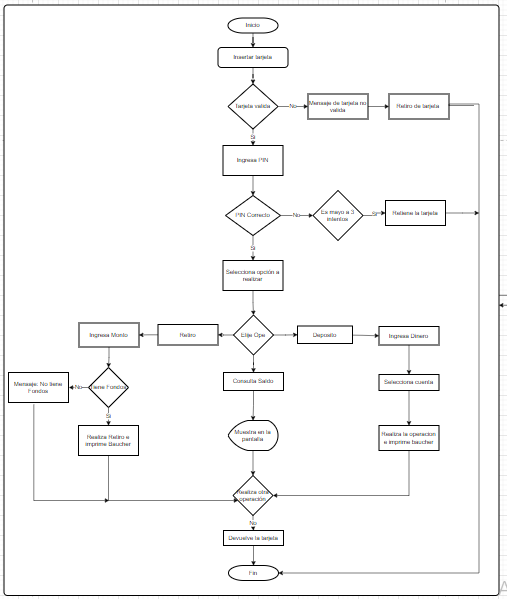 Inicio
Insertar tarjeta
Tarjeta valida
No
Mensaje de tarjeta no
valida
Retiro de tarjeta
Si
Ingresa PIN
PIN Correcto
No
Es mayo a 3
intentos
Si
Retiene la tarjeta
Si
Selecciona opción a
realizar
Elije Ope
Retiro
Ingresa Monto
Deposito
Ingresa Dinero
Mensaje: No tiene
Fondos
No
Tiene Fondos
Consulta Saldo
Selecciona cuenta
Si
Realiza Retiro e
imprime Baucher
Muestra en la
pantalla
Realiza la operacion
e imprime baucher
Realiza otra
operación
No
Devuelve la tarjeta
Fin